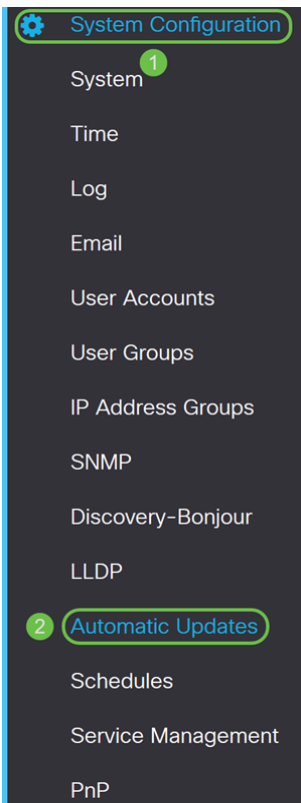 System Configuration
1
System
Time
Log
Email
User Accounts
User Groups
IP Address Groups
SNMP
Discovery-Bonjour
LLDP
2 Automatic Updates
Schedules
Service Management
PnP